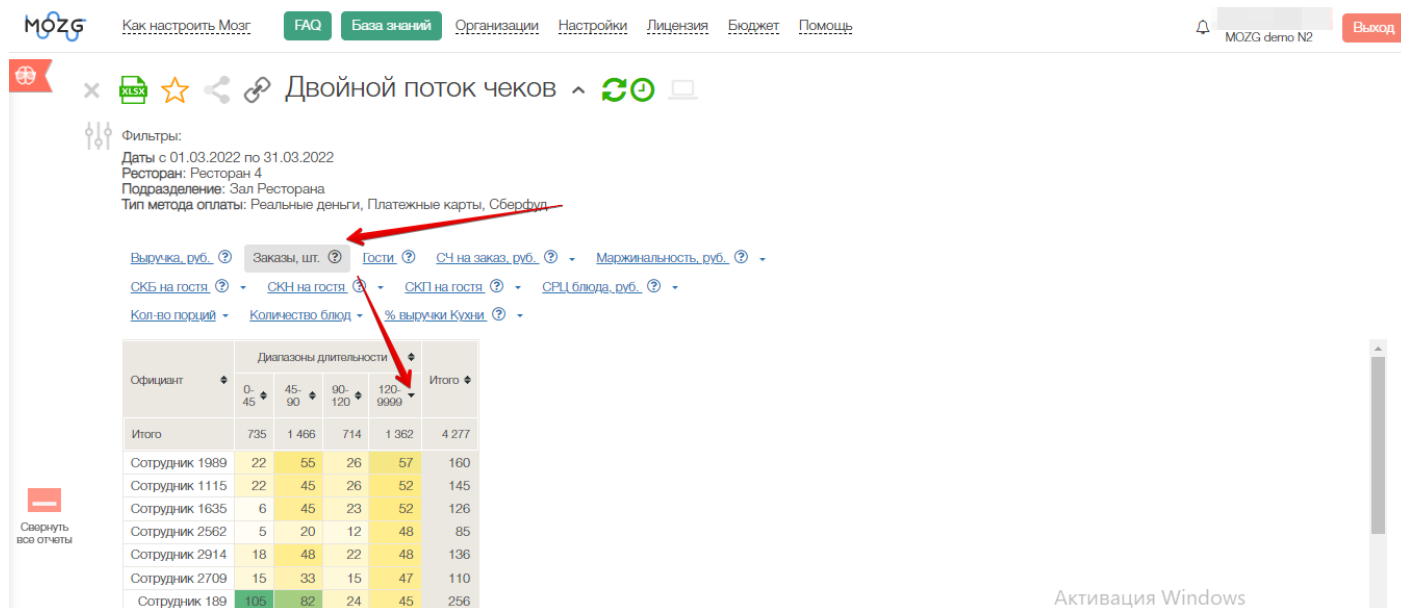 MOZG Как настроить Мозг FAQ База знаний Организации Настройки Лицензия Бюджет Помощь MOZG demo N2 Выход
XLSX Двойной поток чеков
Фильтры:
Даты с 01.03.2022 по 31.03.2022
Ресторан: Ресторан 4
Подразделение: Зал Ресторана
Тип метода оплаты: Реальные деньги, Платежные карты, Сберфуд
Выручка, руб. ? Заказы, шт. ? Гости ? СЧ на заказ, руб. ? Маржинальность, руб. ?
СКБ на гостя ? СКН на гостя ? СКП на гостя ? СРЦ блюда, руб. ?
Кол-во порций Количество блюд % выручки Кухни ?
Официант Диапазоны длительности Итого
0-45 45-90 90-120 120-9999
Итого 735 1 466 714 1 362 4 277
Сотрудник 1989 22 55 26 57 160
Сотрудник 1115 22 45 26 52 145
Сотрудник 1635 6 45 23 52 126
Сотрудник 2562 5 20 12 48 85
Сотрудник 2914 18 48 22 48 136
Сотрудник 2709 15 33 15 47 110
Сотрудник 189 105 82 24 45 256
Свернуть
все отчеты
Активация Windows